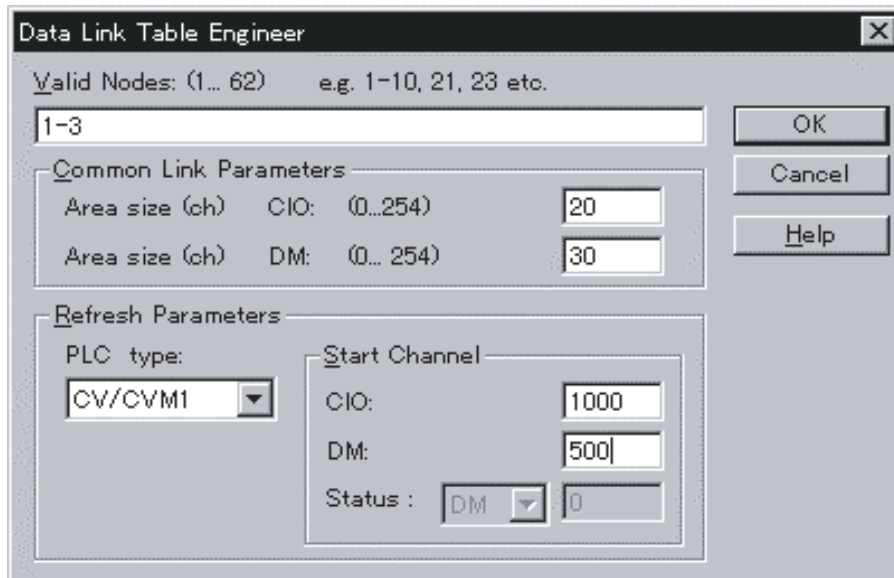 Data Link Table Engineer
Valid Nodes: (1... 62) e.g. 1-10, 21, 23 etc.
1-3
OK
Common Link Parameters
Cancel
Area size (ch) CIO: (0...254) 20
Help
Area size (ch) DM: (0... 254) 30
Refresh Parameters
PLC type:
Start Channel
CV/CVM1
CIO: 1000
DM: 500
Status : DM 0